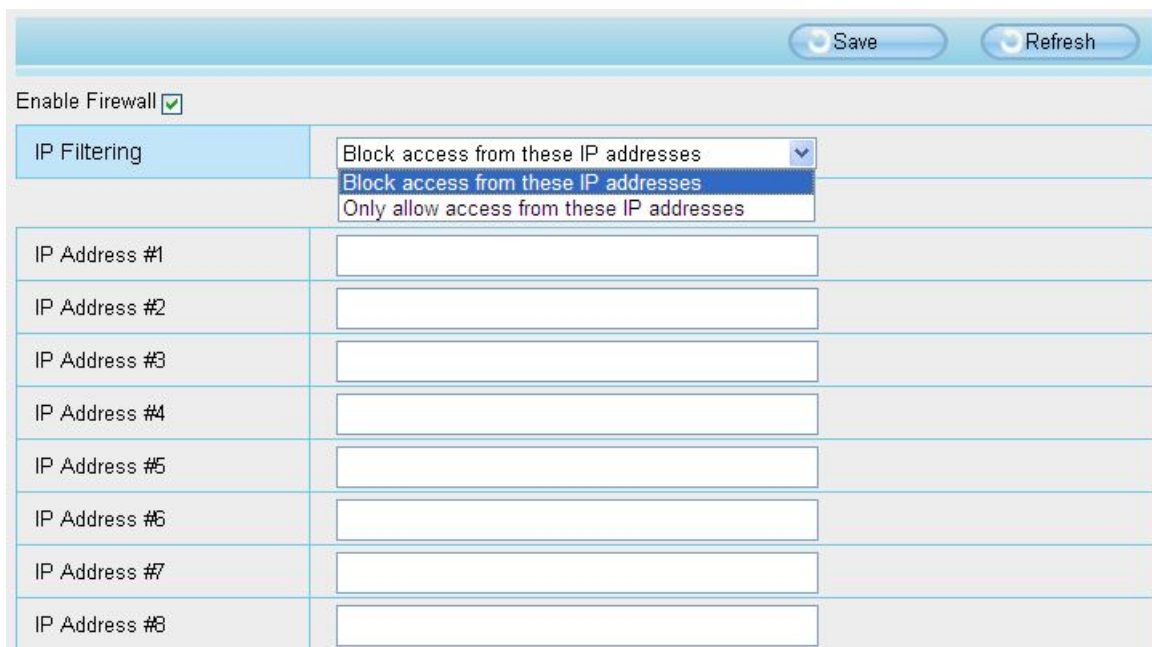 Save Refresh
Enable Firewall
IP Filtering Block access from these IP addresses
Block access from these IP addresses
Only allow access from these IP addresses
IP Address #1
IP Address #2
IP Address #3
IP Address #4
IP Address #5
IP Address #6
IP Address #7
IP Address #8